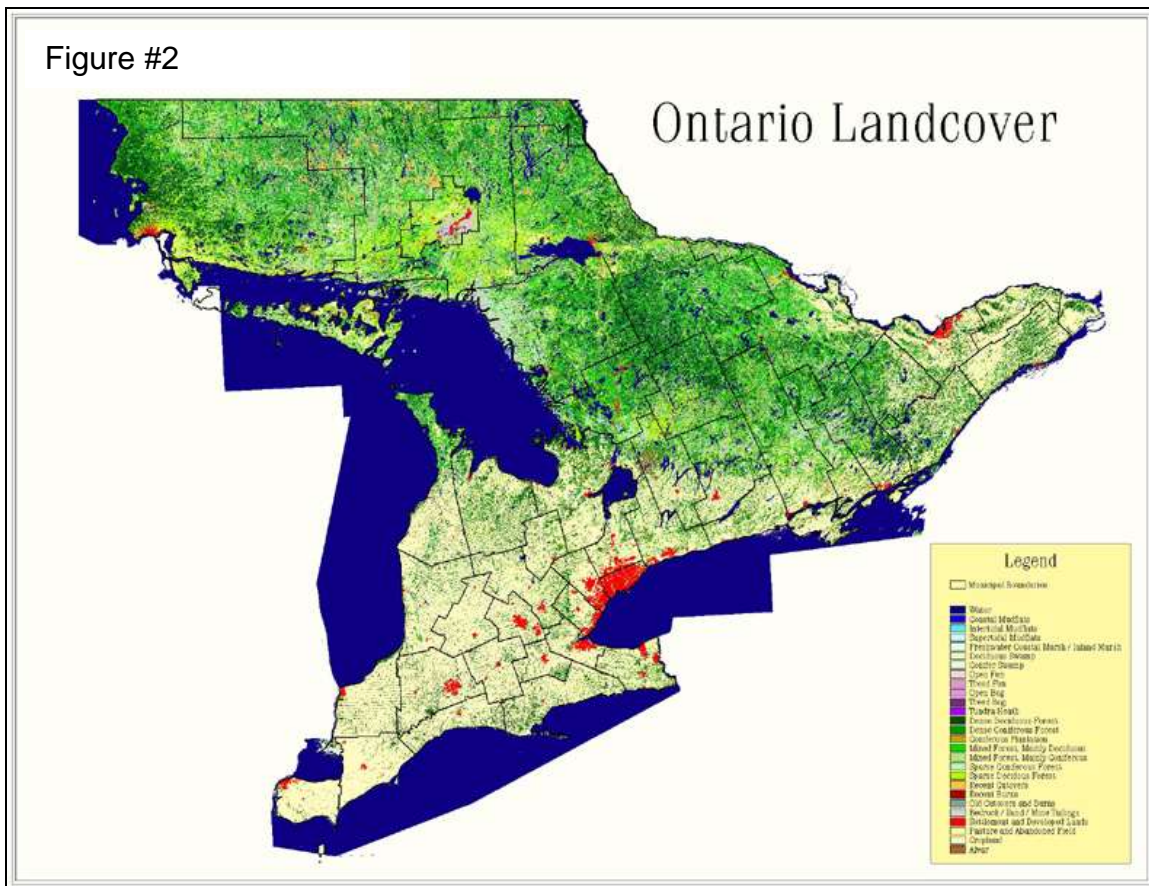 Figure #2
Ontario Landcover
Legend
Municipal Boundaries
Water
Coastal Mudflats
Intertidal Mudflats
Supertidal Mudflats
Freshwater Coastal Marsh / Inland Marsh
Deciduous Swamp
Conifer Swamp
Open Fen
Treed Fen
Open Bog
Treed Bog
Tundra Heath
Dense Deciduous Forest
Dense Coniferous Forest
Coniferous Plantation
Mixed Forest, Mainly Deciduous
Mixed Forest, Mainly Coniferous
Sparse Coniferous Forest
Sparse Decidous Forest
Recent Cutovers
Recent Burns
Old Cutovers and Burns
Bedrock / Sand / Mine Tailings
Settlement and Developed Lands
Pasture and Abandoned Field
Cropland
Alvar